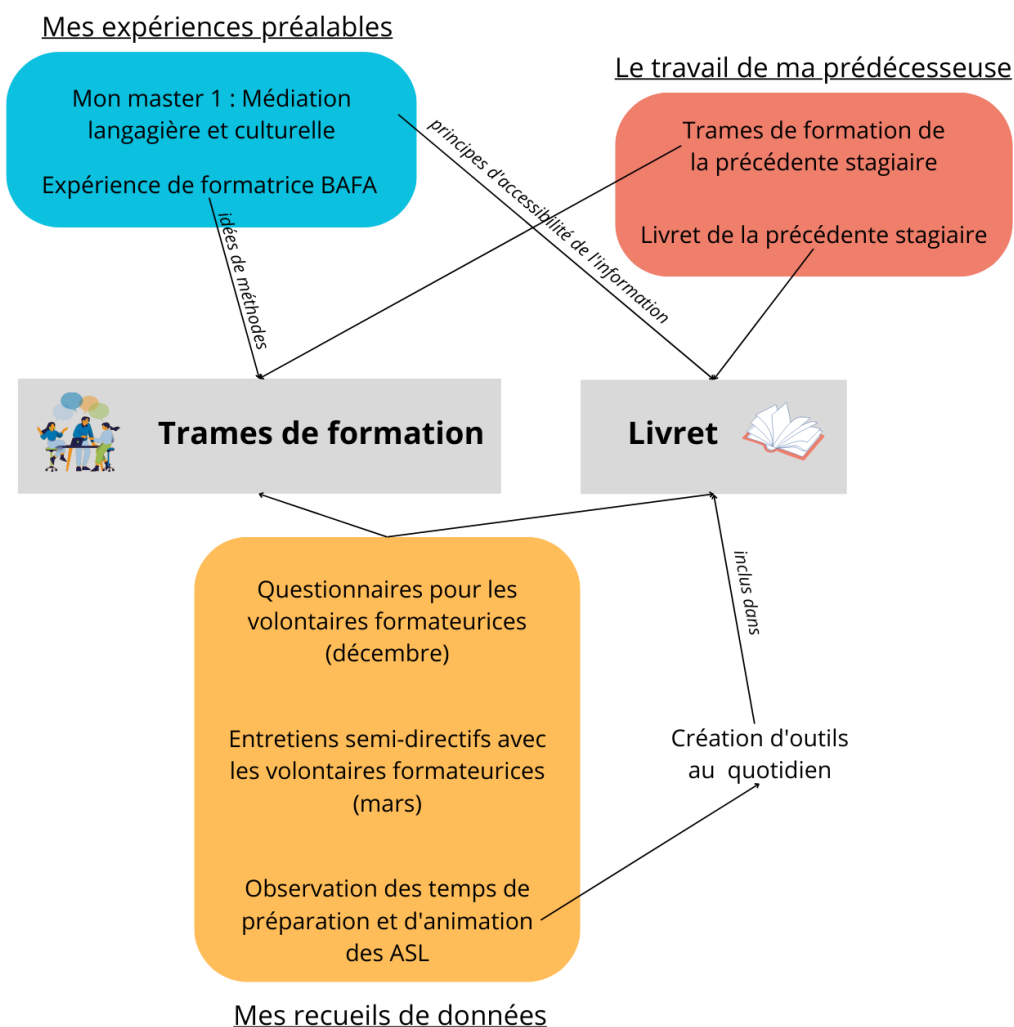 Mes expériences préalables
Mon master 1 : Médiation
langagière et culturelle
Expérience de formatrice BAFA
Le travail de ma prédécesseuse
Trames de formation de
la précédente stagiaire
Livret de la précédente stagiaire
principes d'accessibilité de l'information
idées de méthodes
Trames de formation
Livret
Questionnaires pour les
volontaires formateurices
(décembre)
Entretiens semi-directifs avec
les volontaires formateurices
(mars)
Observation des temps de
préparation et d'animation
des ASL
inclus dans
Création d'outils
au  quotidien
Mes recueils de données